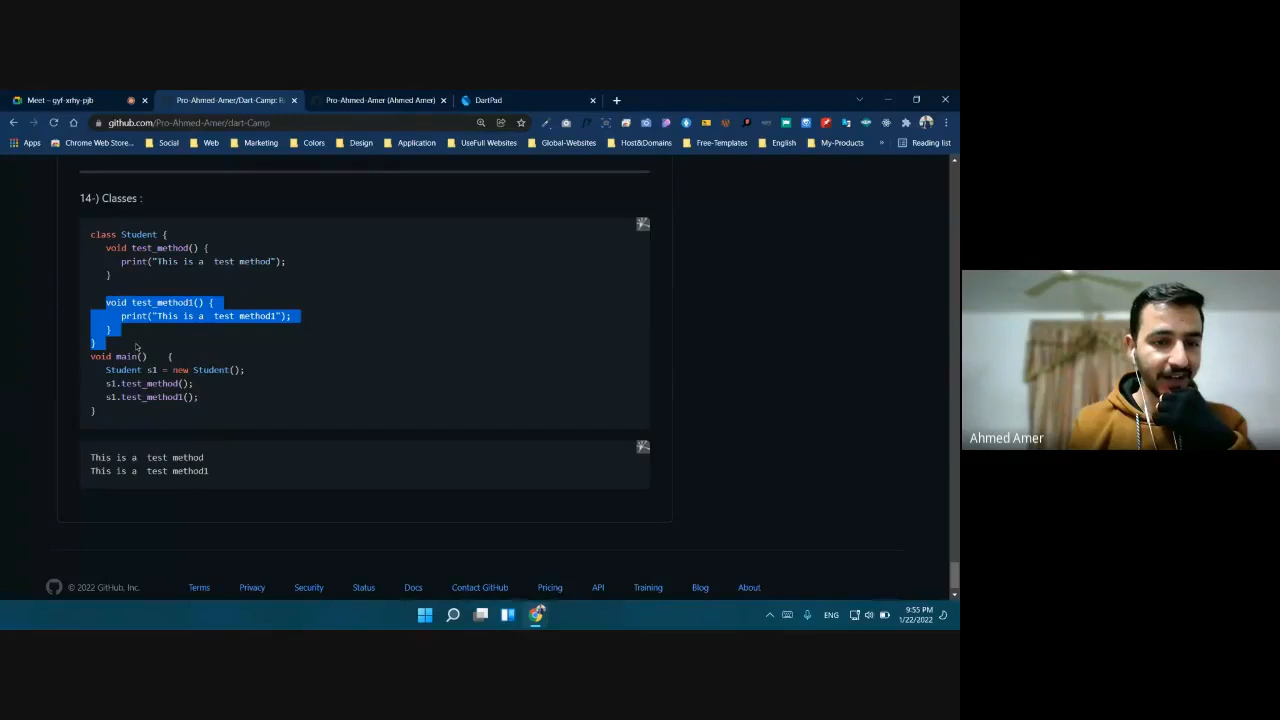 Meet – gyf-xrhy-pjb
Pro-Ahmed-Amer/Dart-Camp: R
Pro-Ahmed-Amer (Ahmed Amer)
DartPad
github.com/Pro-Ahmed-Amer/dart-Camp
Apps
Chrome Web Store...
Social
Web
Marketing
Colors
Design
Application
UseFull Websites
Global-Websites
Host&Domains
Free-Templates
English
My-Products
»
Reading list
14-) Classes :
class Student {
void test_method() {
print("This is a  test method");
}
void test_method1() {
print("This is a  test method1");
}
}
void main()    {
Student s1 = new Student();
s1.test_method();
s1.test_method1();
}
This is a  test method
This is a  test method1
© 2022 GitHub, Inc.
Terms
Privacy
Security
Status
Docs
Contact GitHub
Pricing
API
Training
Blog
About
ENG
9:55 PM
1/22/2022
Ahmed Amer